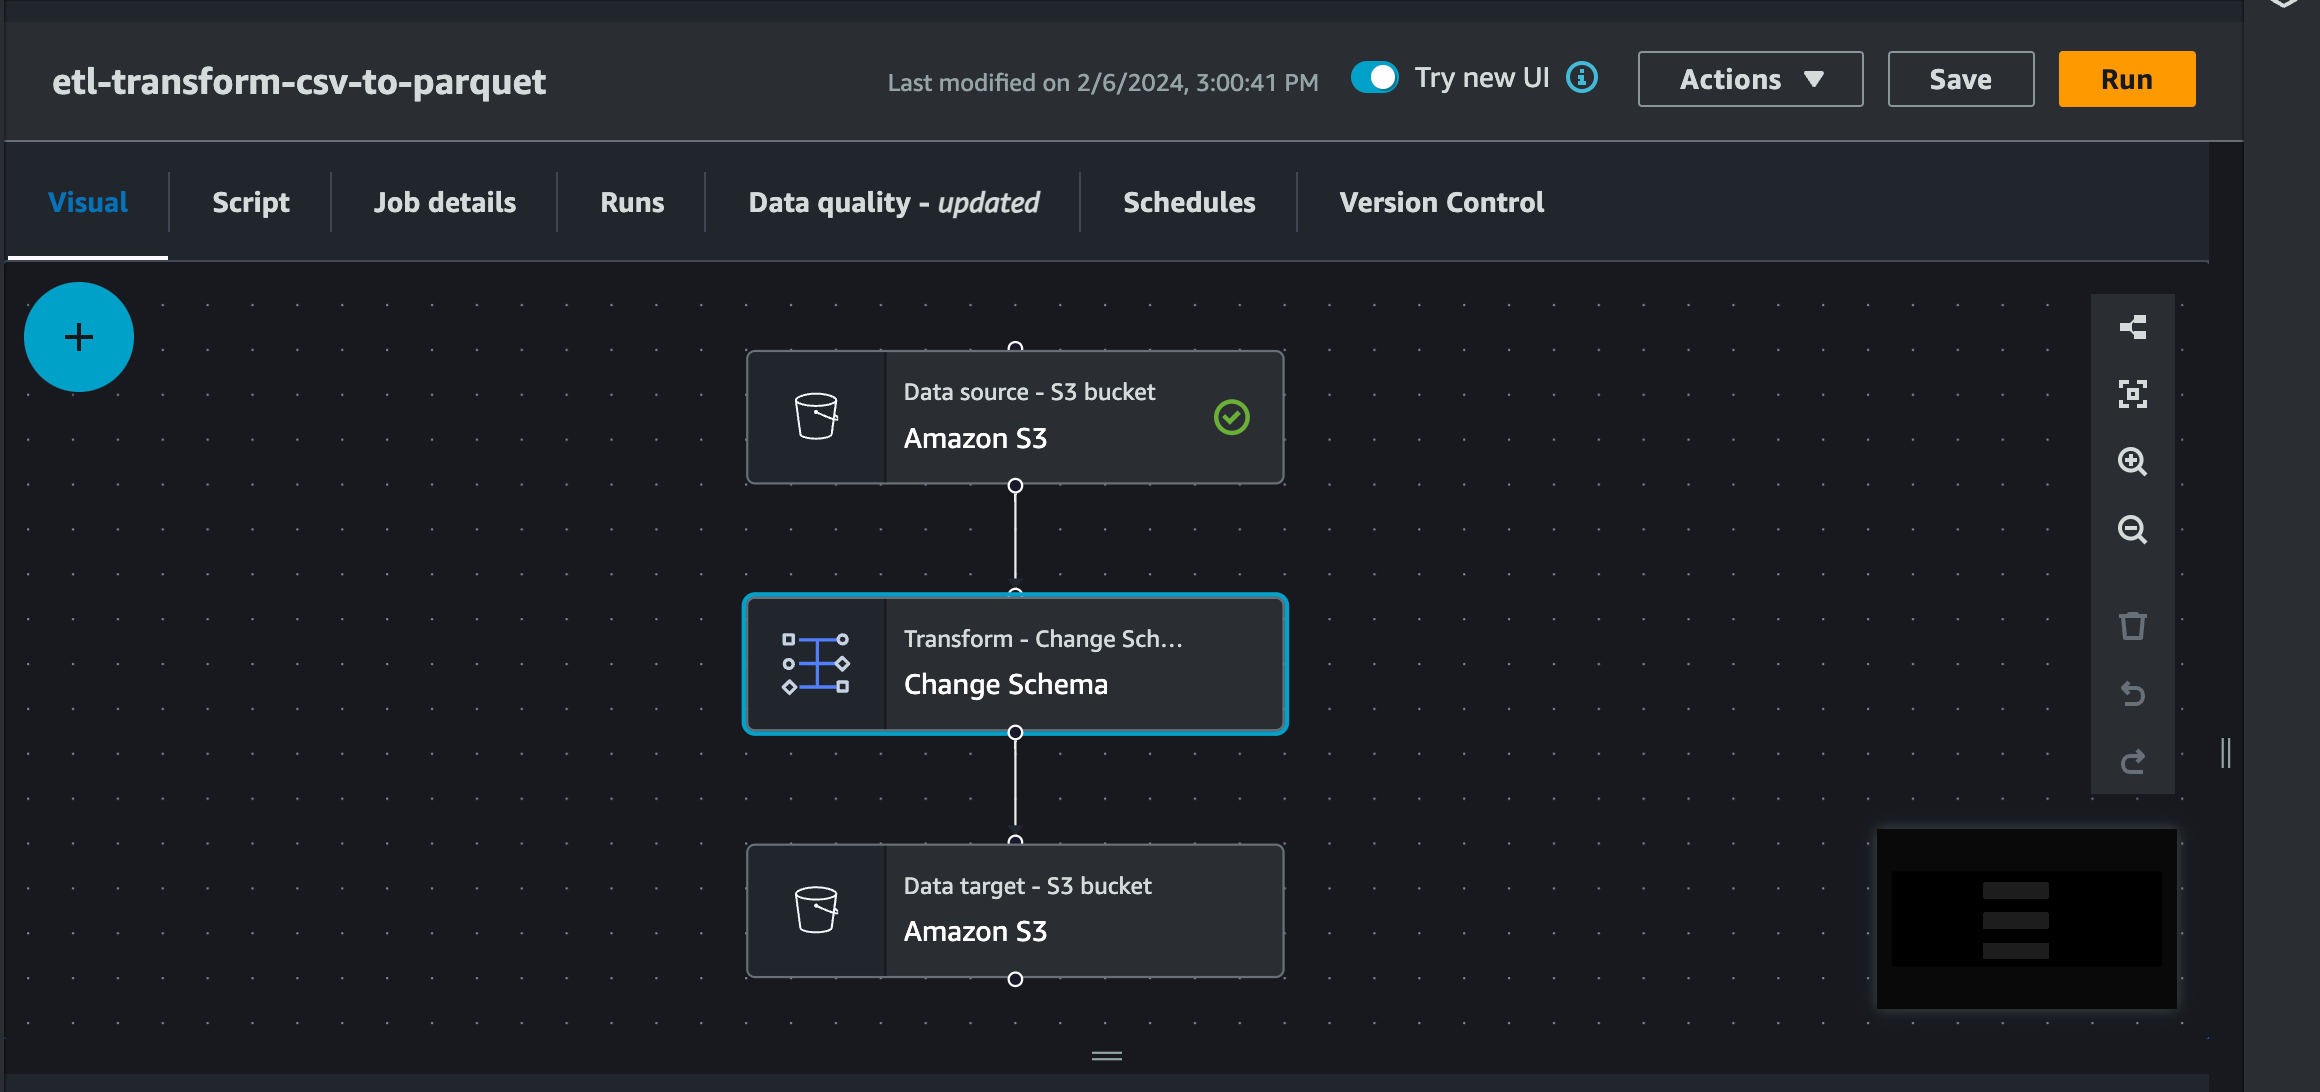 etl-transform-csv-to-parquet
Last modified on 2/6/2024, 3:00:41 PM
Try new UI
Actions
Save
Run
Visual
Script
Job details
Runs
Data quality - updated
Schedules
Version Control
Data source - S3 bucket
Amazon S3
Transform - Change Sch...
Change Schema
Data target - S3 bucket
Amazon S3